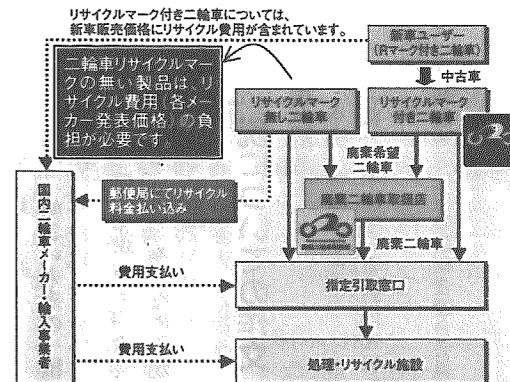 リサイクルマーク付き二輪車については、
新車販売価格にリサイクル費用が含まれています。
新車ユーザー
(Rマーク付き二輪車)
二輪車リサイクルマー
クの無い製品は、リ
サイクル費用(各メー
カー発表価格)の負
担が必要です。
中古車
リサイクルマーク
無し二輪車
リサイクルマーク
付き二輪車
廃棄希望
二輪車
郵便局にてリサイクル
料金払い込み
廃棄二輪車取扱店
廃棄二輪車
国内二輪車メーカー・輸入事業者
費用支払い
指定引取窓口
費用支払い
処理・リサイクル施設